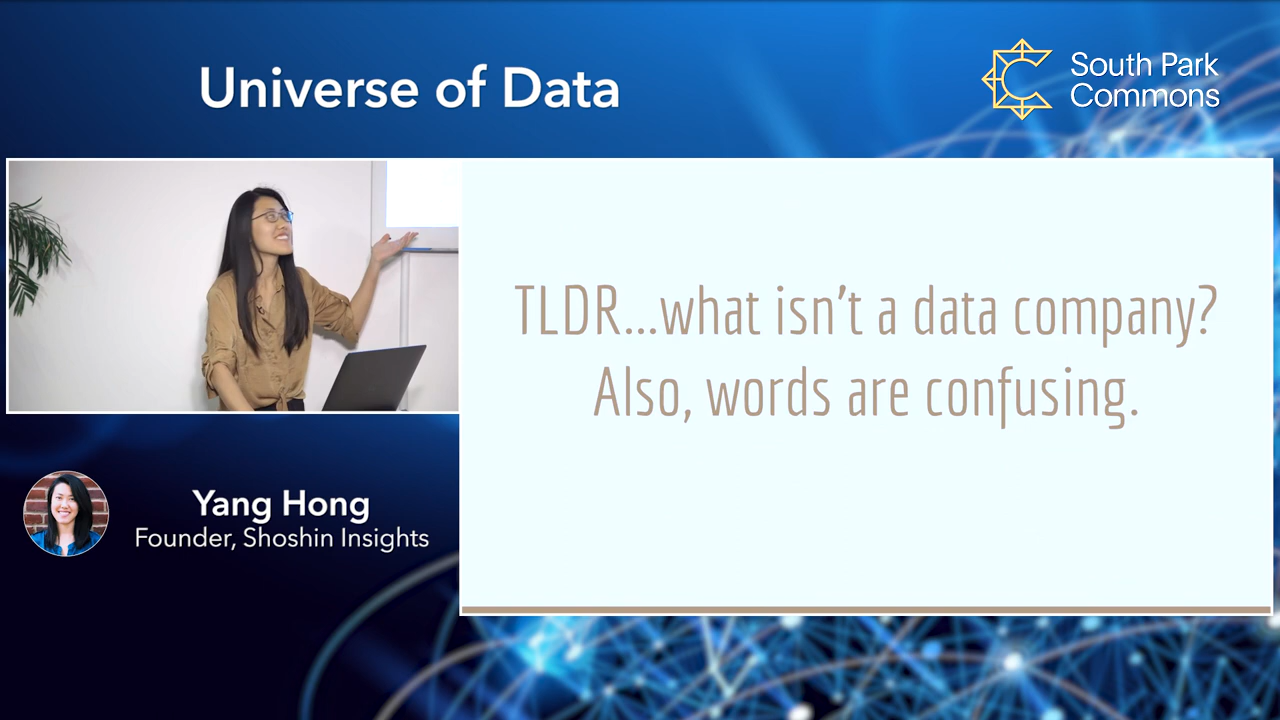 Universe of Data
South Park
Commons
TLDR...what isn't a data company?
Also, words are confusing.
Yang Hong
Founder, Shoshin Insights